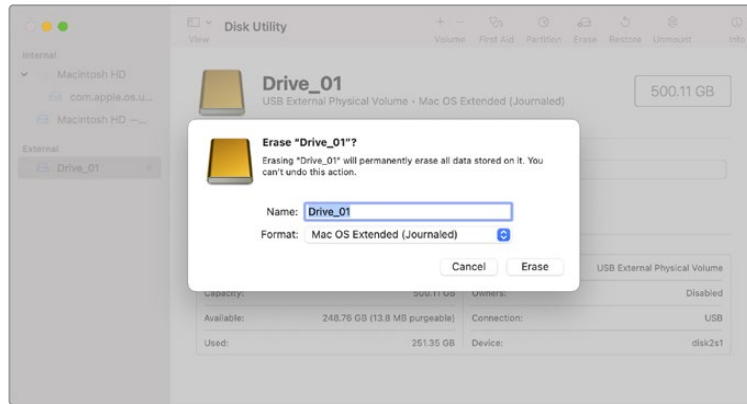 View
Disk Utility
Volume
First Aid
Partition
Erase
Restore
Unmount
Info
Internal
Macintosh HD
com.apple.os.u...
Macintosh HD —...
External
Drive_01
Drive_01
USB External Physical Volume • Mac OS Extended (Journaled)
500.11 GB
Erase "Drive_01"?
Erasing "Drive_01" will permanently erase all data stored on it. You
can't undo this action.
Name: Drive_01
Format: Mac OS Extended (Journaled)
Cancel
Erase
USB External Physical Volume
Capacity: 500.11 GB
Owners: Disabled
Available: 248.76 GB (13.8 MB purgeable)
Connection: USB
Used: 251.35 GB
Device: disk2s1